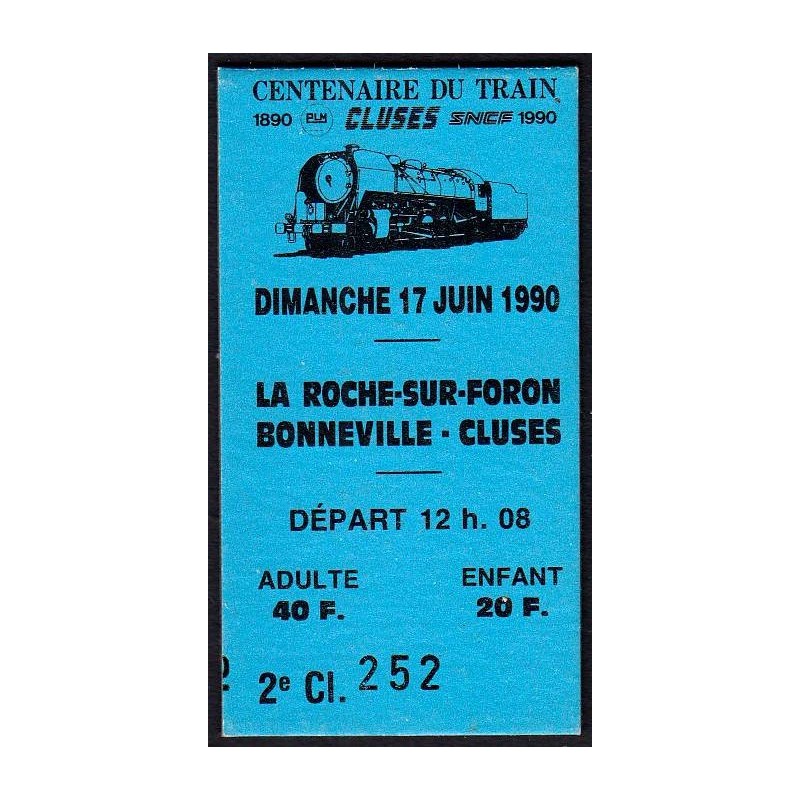 CENTENAIRE DU TRAIN
1890 PLM CLUSES SNCF 1990
DIMANCHE 17 JUIN 1990
LA ROCHE-SUR-FORON
BONNEVILLE - CLUSES
DÉPART 12 h. 08
ADULTE ENFANT
40 F. 20 F.
2e Cl. 252